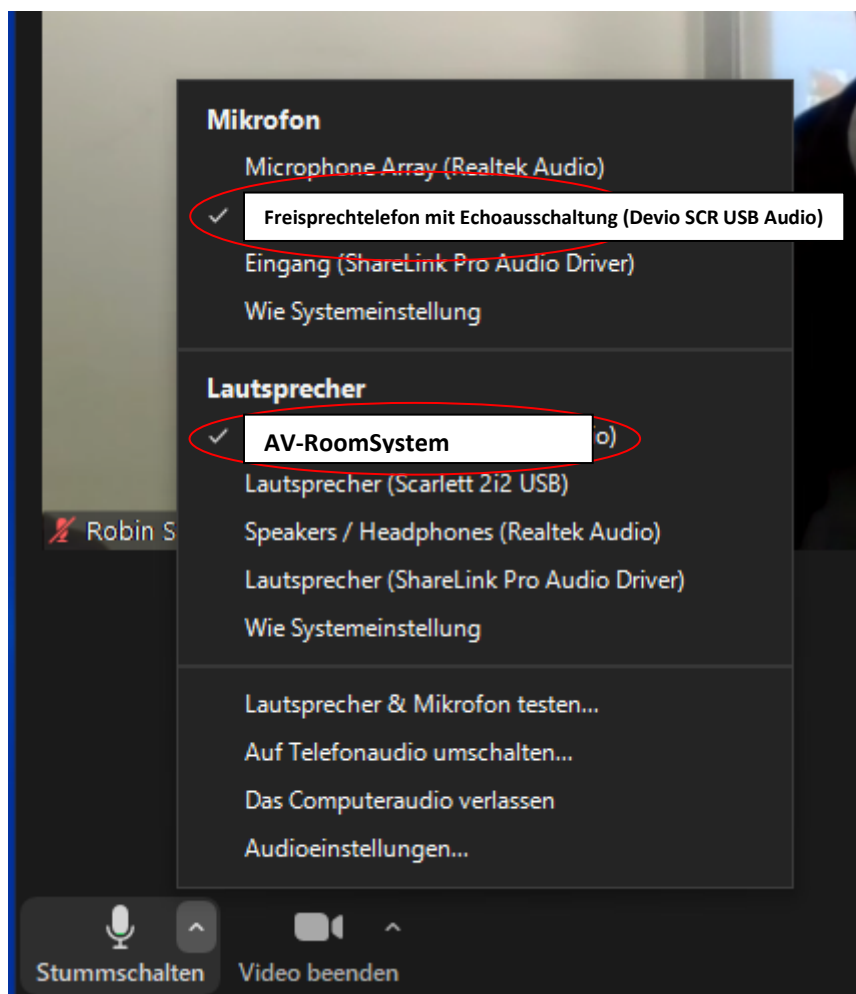 Mikrofon
Microphone Array (Realtek Audio)
Freisprechtelefon mit Echoausschaltung (Devio SCR USB Audio)
Eingang (ShareLink Pro Audio Driver)
Wie Systemeinstellung
Lautsprecher
AV-RoomSystem io)
Lautsprecher (Scarlett 2i2 USB)
Robin S
Speakers / Headphones (Realtek Audio)
Lautsprecher (ShareLink Pro Audio Driver)
Wie Systemeinstellung
Lautsprecher & Mikrofon testen...
Auf Telefonaudio umschalten...
Das Computeraudio verlassen
Audioeinstellungen...
Stummschalten Video beenden